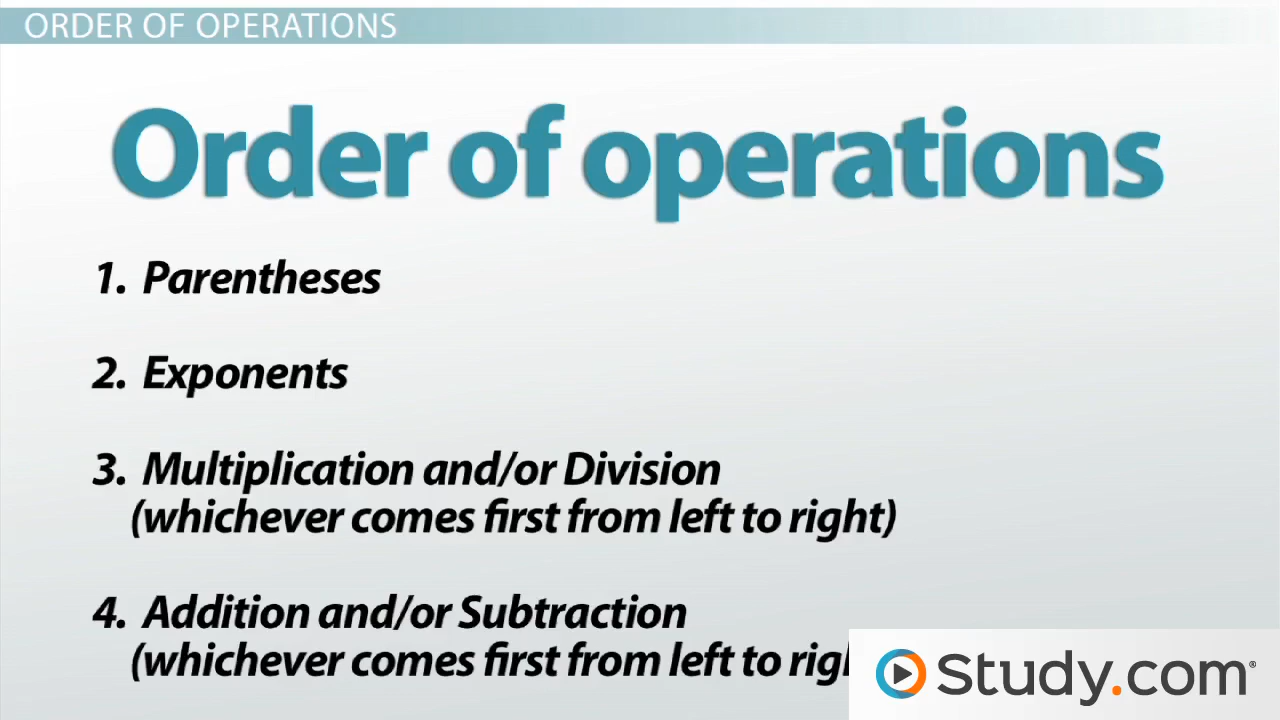 ORDER OF OPERATIONS
Order of operations
1. Parentheses
2. Exponents
3. Multiplication and/or Division
(whichever comes first from left to right)
4. Addition and/or Subtraction
(whichever comes first from left to
Study.com®